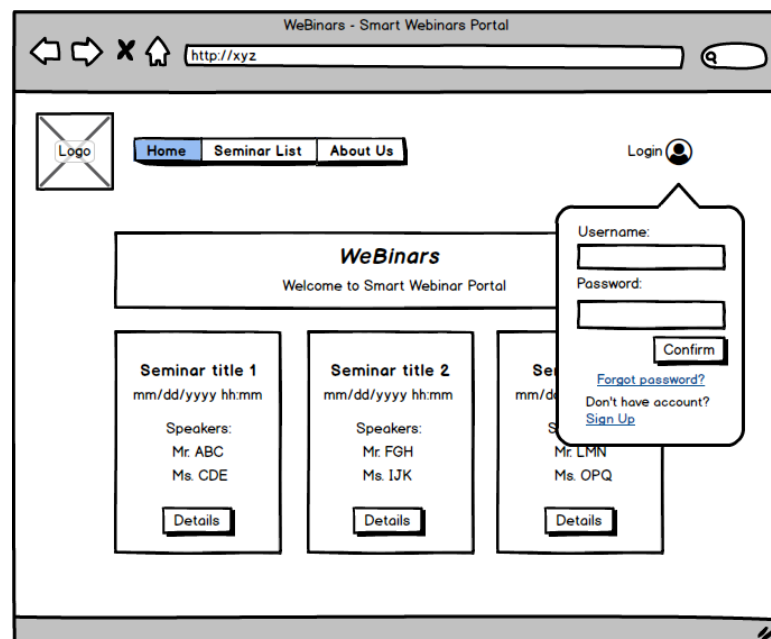 WeBinars - Smart Webinars Portal
http://xyz
Logo
Home Seminar List About Us
Login
Username:
Password:
Confirm
Forgot password?
Don't have account?
Sign Up
WeBinars
Welcome to Smart Webinar Portal
Seminar title 1
mm/dd/yyyy hh:mm
Speakers:
Mr. ABC
Ms. CDE
Details
Seminar title 2
mm/dd/yyyy hh:mm
Speakers:
Mr. FGH
Ms. IJK
Details
Mr. LMN
Ms. OPQ
Details